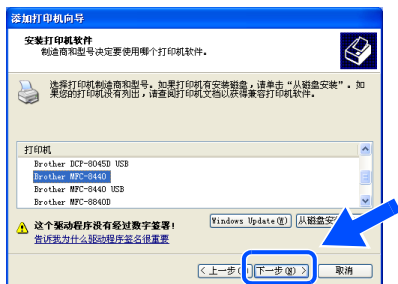 添加打印机向导
安装打印机软件
制造商和型号决定要使用哪个打印机软件。
选择打印机制造商和型号。如果打印机有安装磁盘，请单击“从磁盘安装”。如
果您的打印机没有列出，请查阅打印机文档以获得兼容打印机软件。
打印机
Brother DCP-8045D USB
Brother MFC-8440
Brother MFC-8440 USB
Brother MFC-8840D
这个驱动程序没有经过数字签署!
告诉我为什么驱动程序签名很重要
Windows Update(W) 从磁盘安
< 上一步( 下一步(N) > 取消